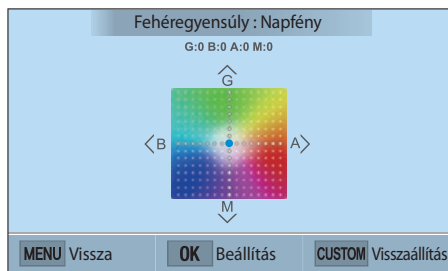 Fehéregyensúly : Napfény
G:0 B:0 A:0 M:0
G
B A
M
MENU Vissza OK Beállítás CUSTOM Visszaállítás